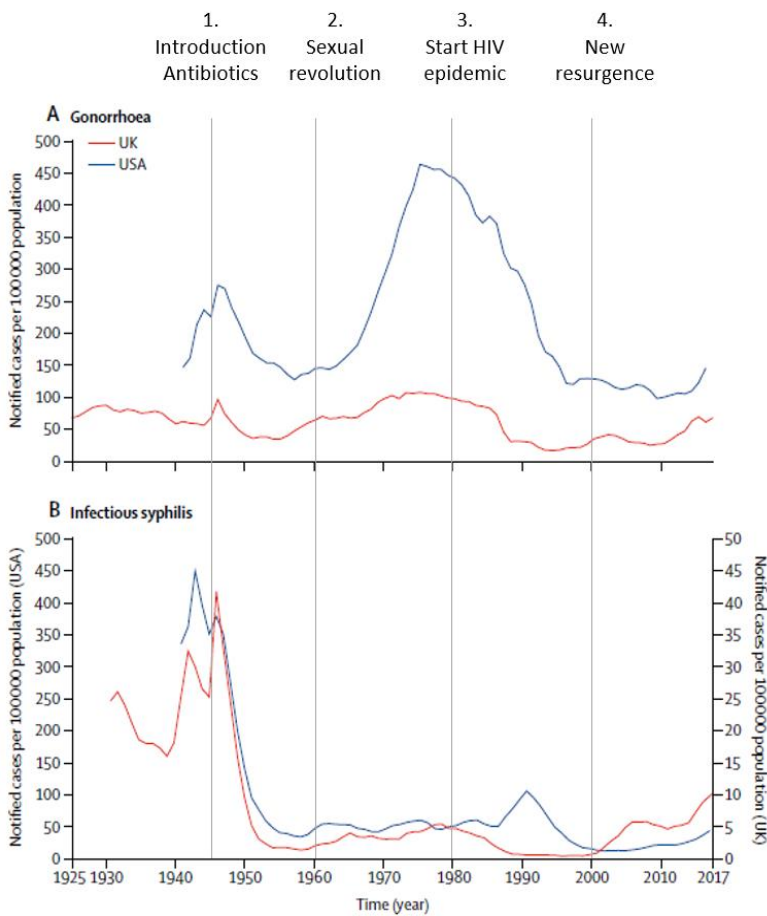 1.
Introduction
Antibiotics
2.
Sexual
revolution
3.
Start HIV
epidemic
4.
New
resurgence
A Gonorrhoea
UK
USA
Notified cases per 100 000 population
500
450
400
350
300
250
200
150
100
50
0
B Infectious syphilis
Notified cases per 100 000 population (USA)
500
450
400
350
300
250
200
150
100
50
0
50
45
40
35
30
25
20
15
10
5
0
Notified cases per 100 000 population (UK)
1925 1930 1940 1950 1960 1970 1980 1990 2000 2010 2017
Time (year)